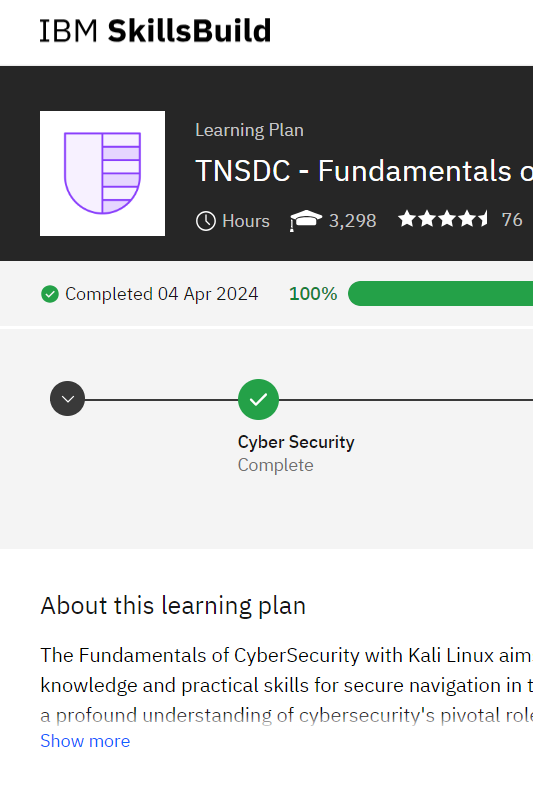 IBM SkillsBuild
Learning Plan
TNSDC - Fundamentals o
Hours 3,298 76
Completed 04 Apr 2024 100%
Cyber Security
Complete
About this learning plan
The Fundamentals of CyberSecurity with Kali Linux aim
knowledge and practical skills for secure navigation in t
a profound understanding of cybersecurity's pivotal role
Show more